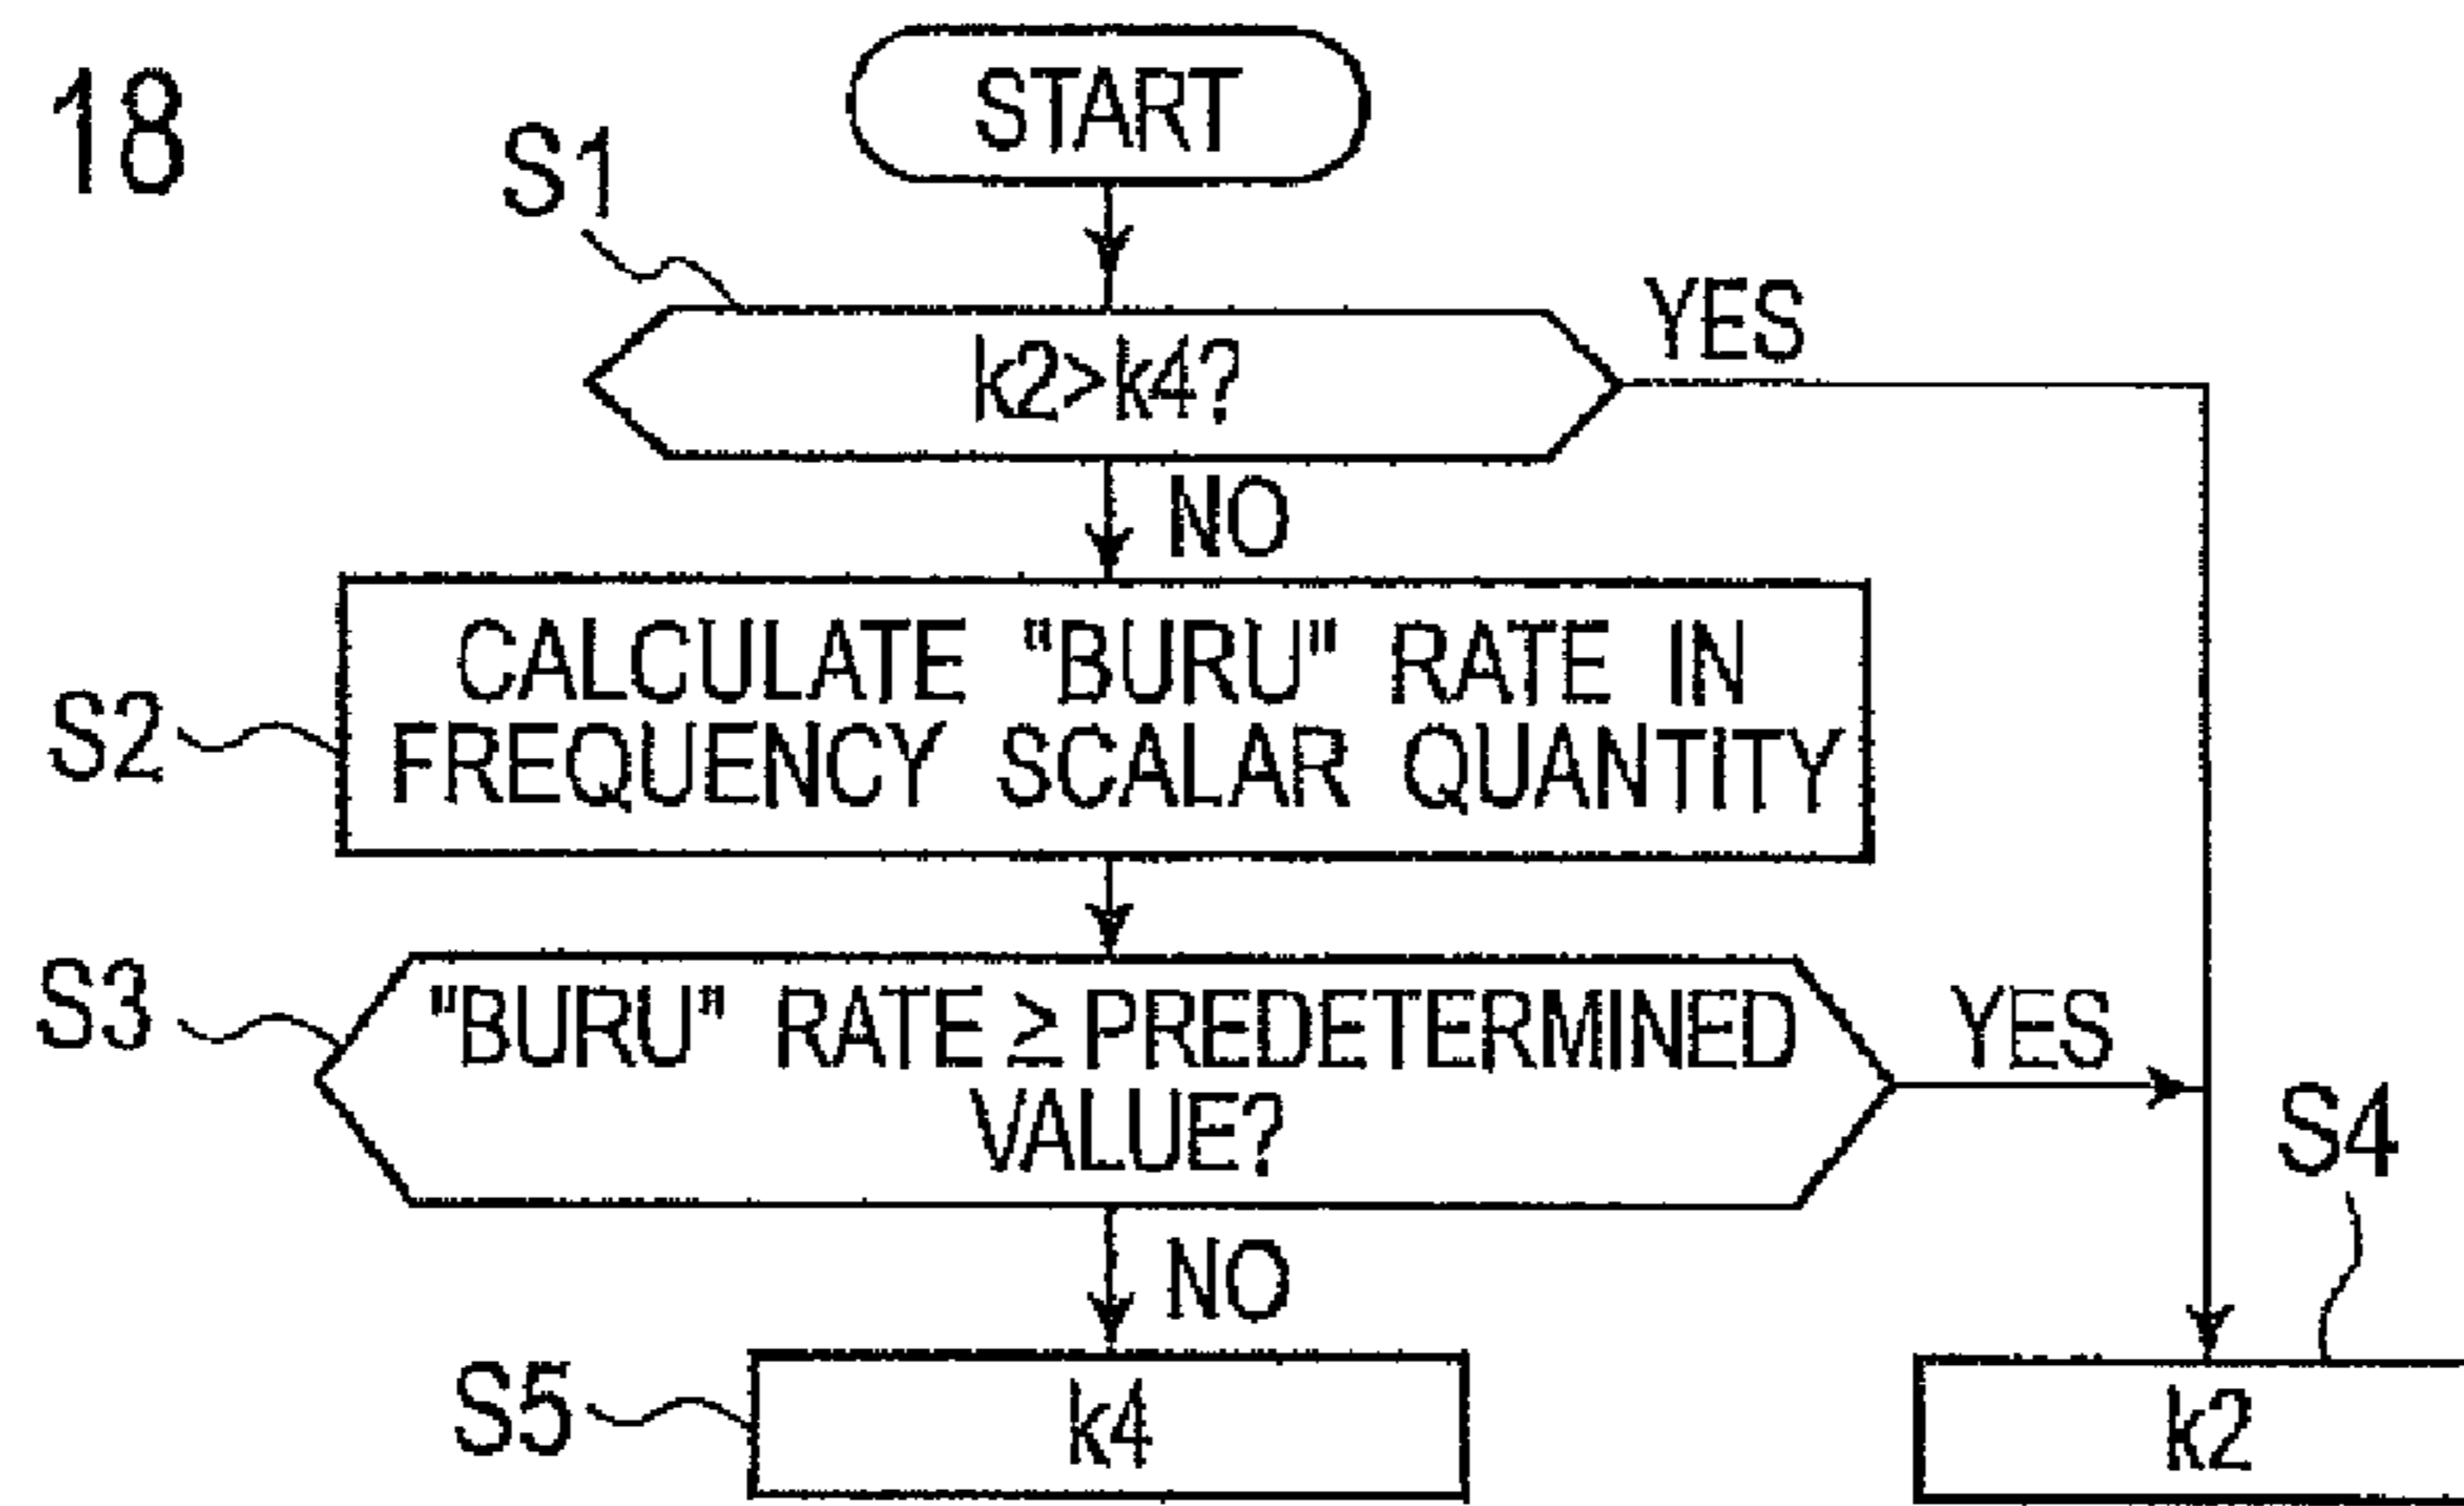 18
START
S1
k2>k4?
YES
NO
S2
CALCULATE "BURU" RATE IN
FREQUENCY SCALAR QUANTITY
S3
"BURU" RATE ≥ PREDETERMINED
VALUE?
YES
S4
NO
S5
k4
k2